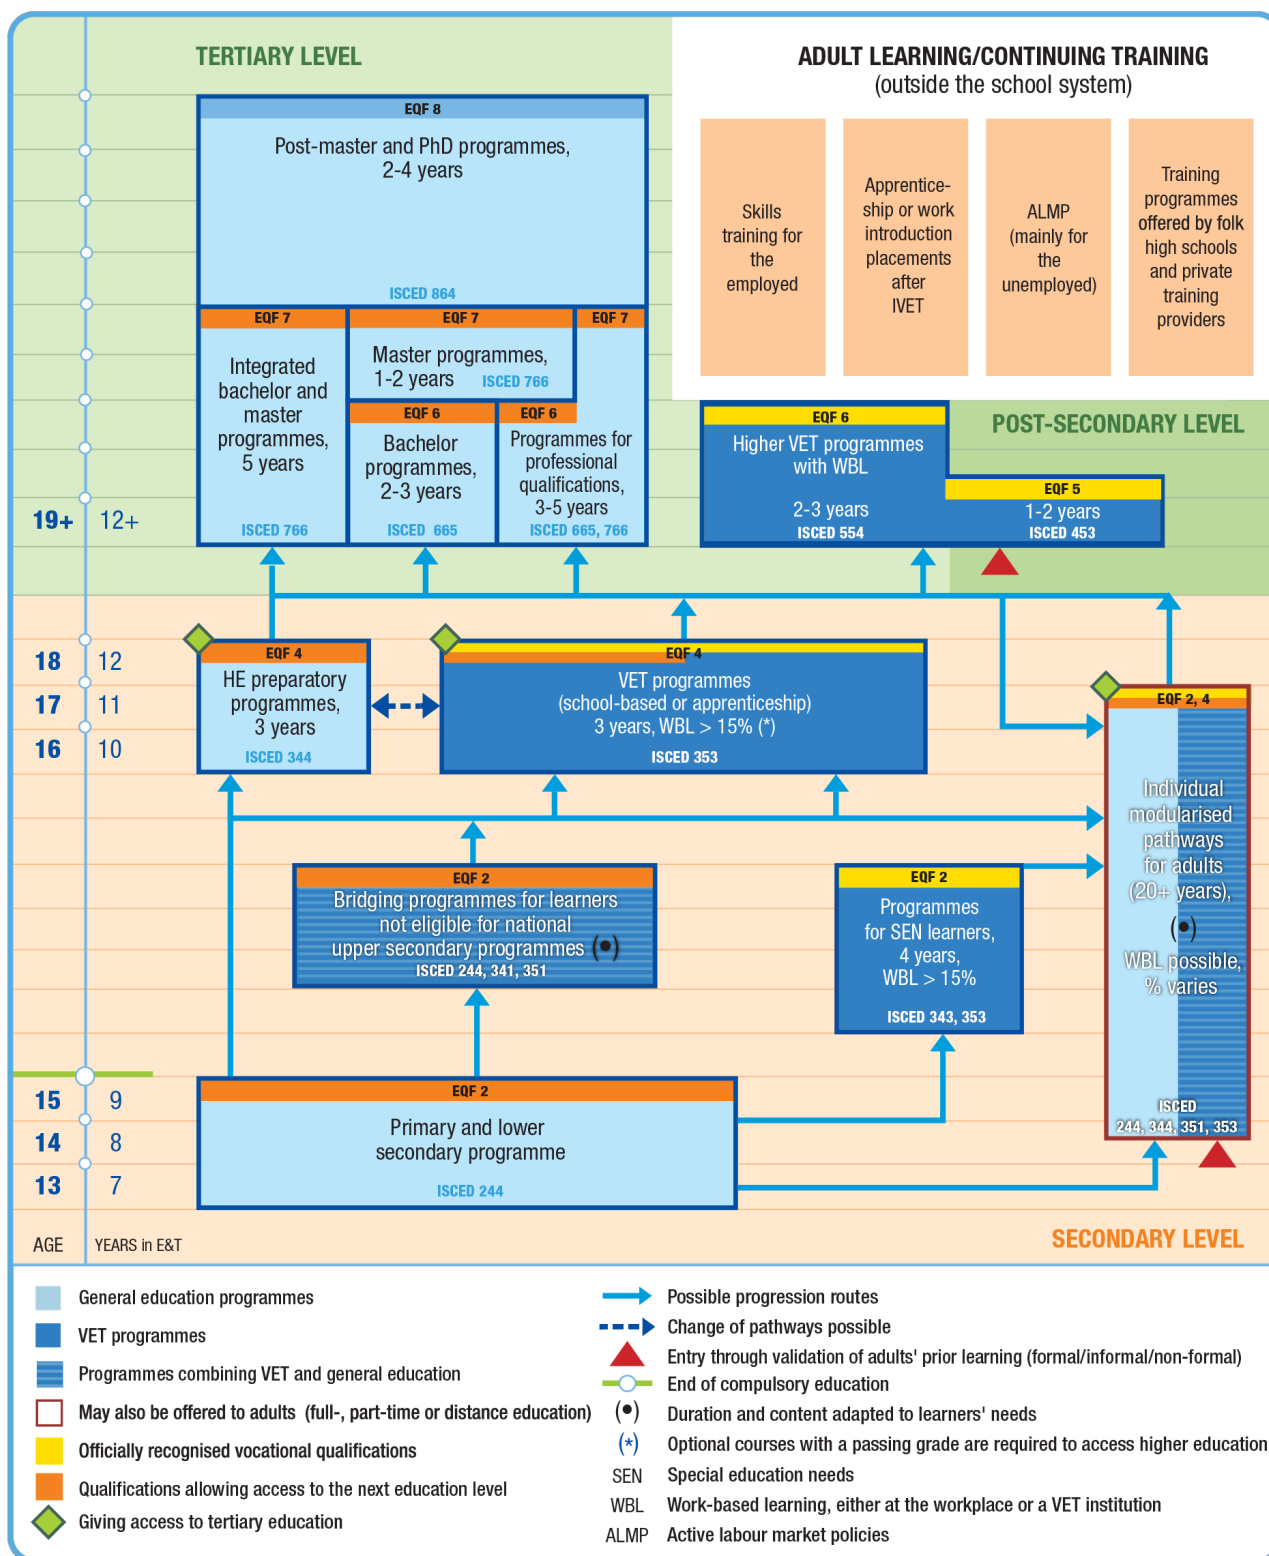 TERTIARY LEVEL
ADULT LEARNING/CONTINUING TRAINING
(outside the school system)
EQF 8
Post-master and PhD programmes,
2-4 years
ISCED 864
Skills
training for
the
employed
Apprentice-
ship or work
introduction
placements
after
IVET
ALMP
(mainly for
the
unemployed)
Training
programmes
offered by folk
high schools
and private
training
providers
EQF 7
Integrated
bachelor and
master
programmes,
5 years
ISCED 766
EQF 7
Master programmes,
1-2 years ISCED 766
EQF 7
EQF 6
Bachelor
programmes,
2-3 years
ISCED 665
EQF 6
Programmes for
professional
qualifications,
3-5 years
ISCED 665, 766
POST-SECONDARY LEVEL
EQF 6
Higher VET programmes
with WBL
2-3 years
ISCED 554
EQF 5
1-2 years
ISCED 453
19+ 12+
18 12
17 11
16 10
EQF 4
HE preparatory
programmes,
3 years
ISCED 344
EQF 4
VET programmes
(school-based or apprenticeship)
3 years, WBL > 15% (*)
ISCED 353
EQF 2, 4
Individual
modularised
pathways
for adults
(20+ years),
(•)
WBL possible,
% varies
ISCED
244, 344, 351, 353
EQF 2
Bridging programmes for learners
not eligible for national
upper secondary programmes (•)
ISCED 244, 341, 351
EQF 2
Programmes
for SEN learners,
4 years,
WBL > 15%
ISCED 343, 353
15 9
14 8
13 7
EQF 2
Primary and lower
secondary programme
ISCED 244
AGE YEARS in E&T
SECONDARY LEVEL
General education programmes
VET programmes
Programmes combining VET and general education
May also be offered to adults (full-, part-time or distance education)
Officially recognised vocational qualifications
Qualifications allowing access to the next education level
Giving access to tertiary education
Possible progression routes
Change of pathways possible
Entry through validation of adults' prior learning (formal/informal/non-formal)
End of compulsory education
(•) Duration and content adapted to learners' needs
(*) Optional courses with a passing grade are required to access higher education
SEN Special education needs
WBL Work-based learning, either at the workplace or a VET institution
ALMP Active labour market policies